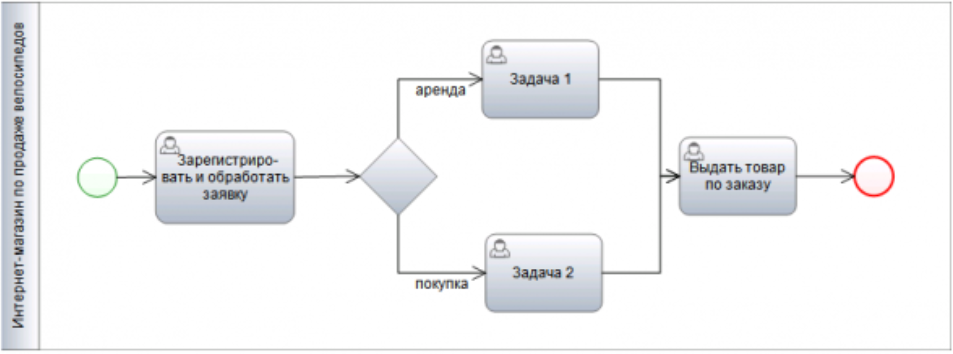 Интернет-магазин по продаже велосипедов
Зарегистриро-
вать и обработать
заявку
аренда
Задача 1
покупка
Задача 2
Выдать товар
по заказу